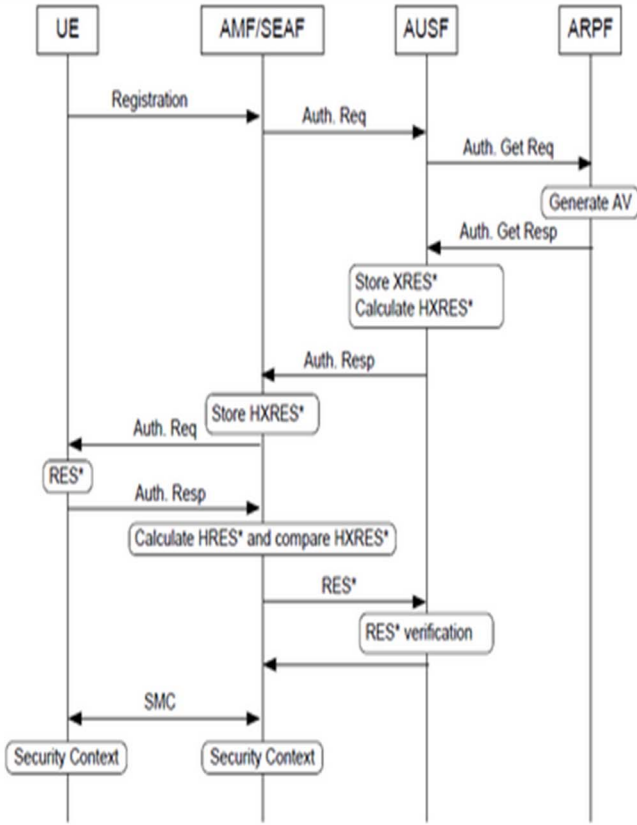 UE
AMF/SEAF
AUSF
ARPF
Registration
Auth. Req
Auth. Get Req
Generate AV
Auth. Get Resp
Store XRES*
Calculate HXRES*
Auth. Resp
Store HXRES*
Auth. Req
RES*
Auth. Resp
Calculate HRES* and compare HXRES*
RES*
RES* verification
SMC
Security Context
Security Context